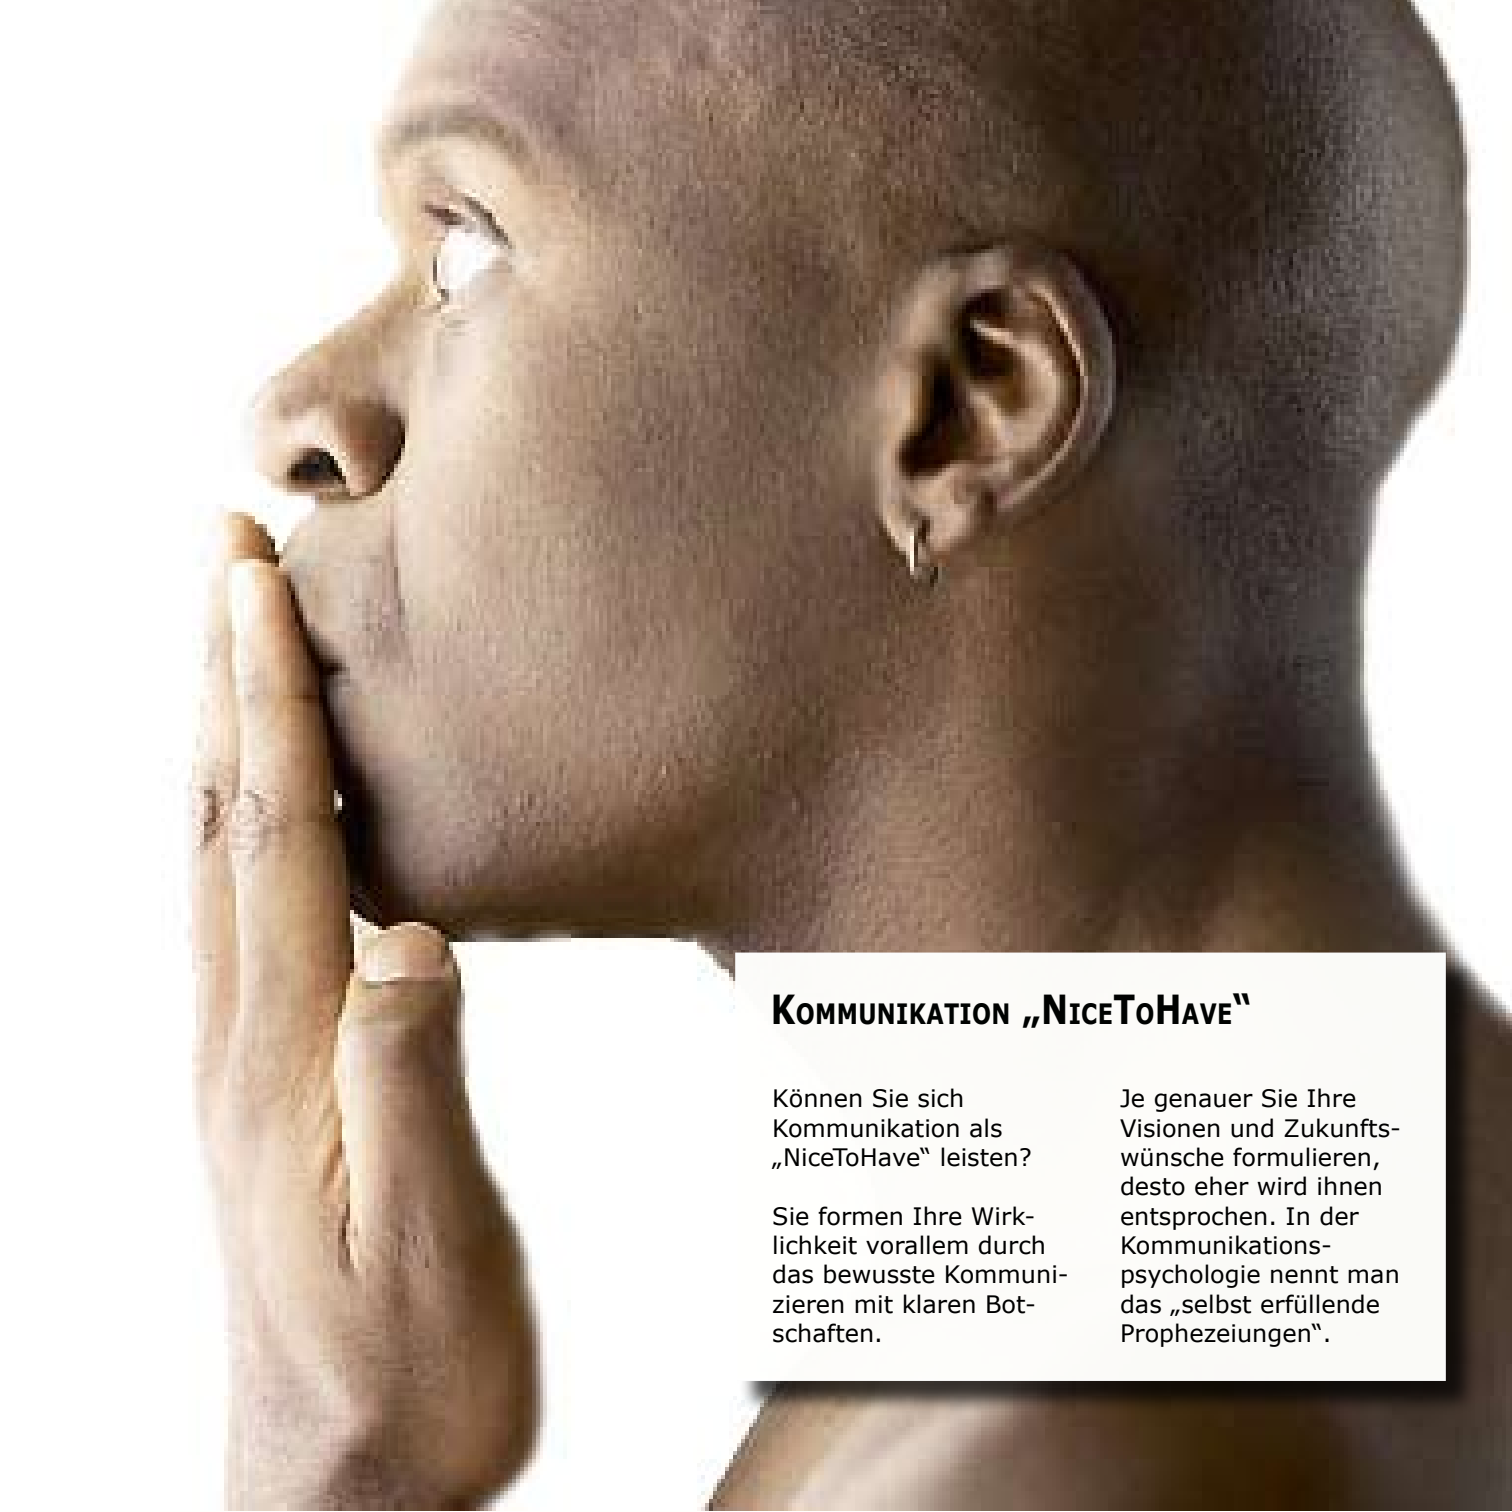 Kommunikation „NiceToHave“
Können Sie sich
Kommunikation als
„NiceToHave“ leisten?
Sie formen Ihre Wirk-
lichkeit vorallem durch
das bewusste Kommuni-
zieren mit klaren Bot-
schaften.
Je genauer Sie Ihre
Visionen und Zukunfts-
wünsche formulieren,
desto eher wird ihnen
entsprochen. In der
Kommunikations-
psychologie nennt man
das „selbst erfüllende
Prophezeiungen“.